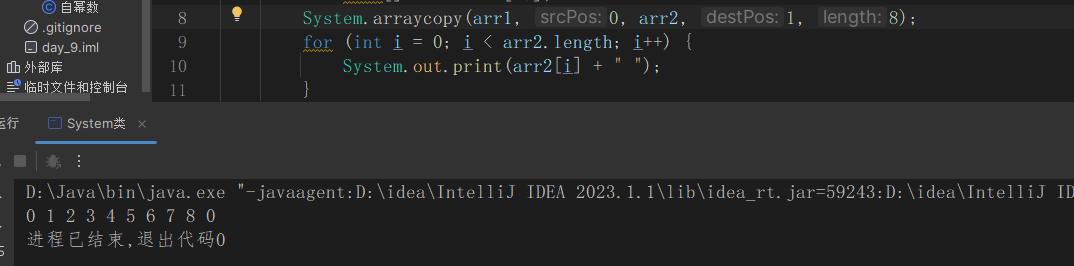 自幂数
.gitignore
day_9.iml
外部库
临时文件和控制台
8 System.arraycopy(arr1, srcPos: 0, arr2, destPos: 1, length: 8);
9 for (int i = 0; i < arr2.length; i++) {
10 System.out.print(arr2[i] + " ");
11 }
运行 System类 ×
D:\Java\bin\java.exe "-javaagent:D:\idea\IntelliJ IDEA 2023.1.1\lib\idea_rt.jar=59243:D:\idea\IntelliJ ID
0 1 2 3 4 5 6 7 8 0
进程已结束,退出代码0